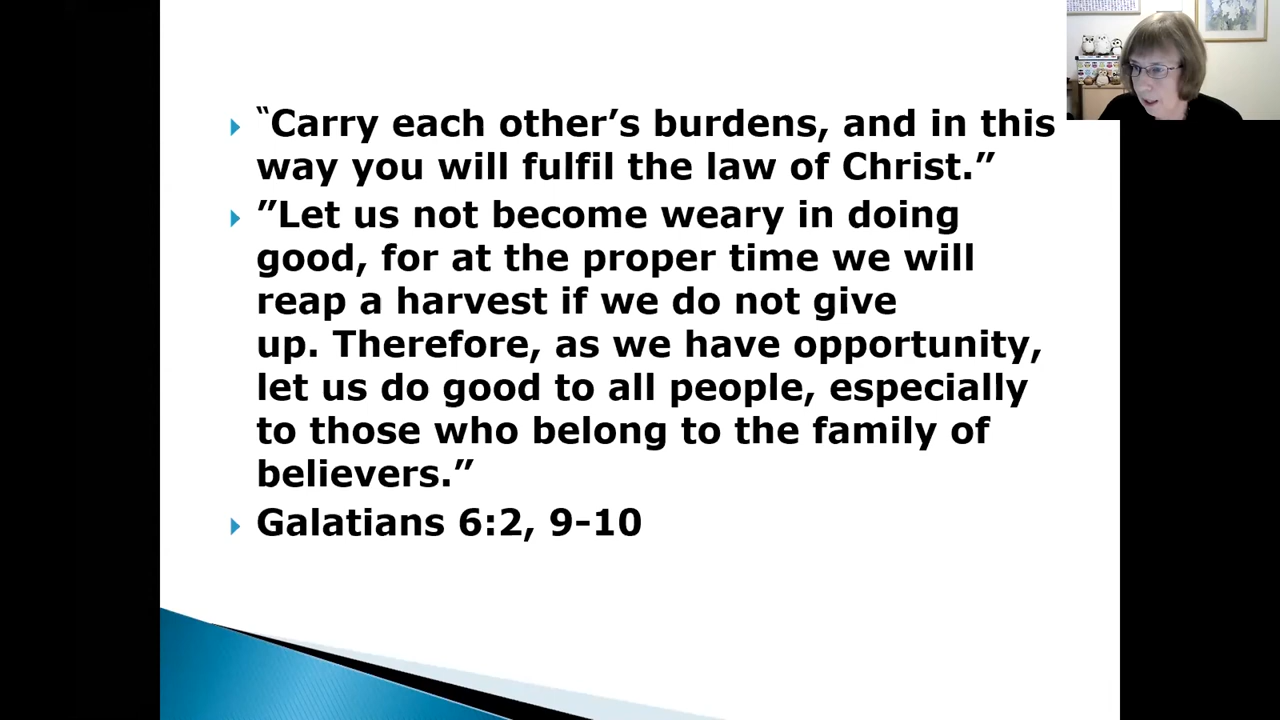 “Carry each other’s burdens, and in this
way you will fulfil the law of Christ.”
”Let us not become weary in doing
good, for at the proper time we will
reap a harvest if we do not give
up. Therefore, as we have opportunity,
let us do good to all people, especially
to those who belong to the family of
believers.”
Galatians 6:2, 9-10